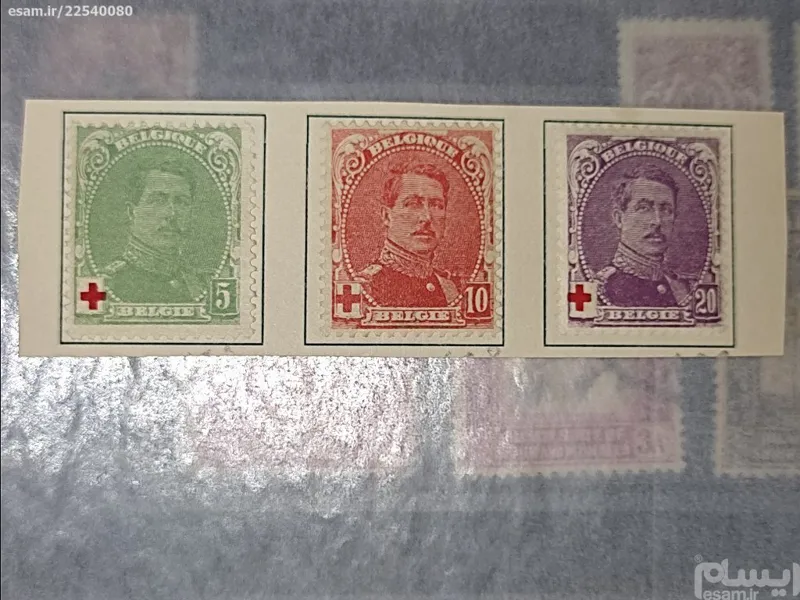 esam.ir/22540080
BELGIQUE
5
BELGIE
BELGIQUE
10
BELGIE
BELGIQUE
20
BELGIE
ایسام
esam.ir